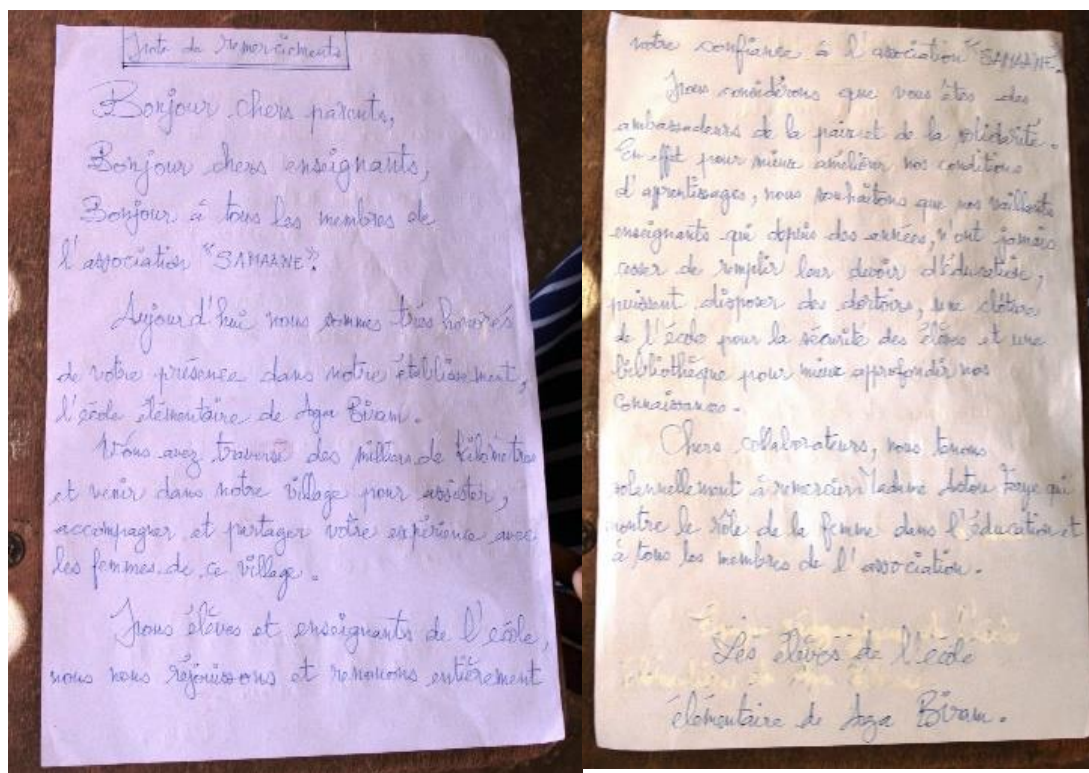 Note de remerciements
Bonjour chers parents,
Bonjour chers enseignants,
Bonjour à tous les membres de
l'association "SAMAANE".
Aujourd'hui nous sommes très honorés
de votre présence dans notre établissement,
l'école élémentaire de Aga Biram.
Vous avez traversé des milliers de kilomètres
et venir dans notre village pour assister,
accompagner et partager votre expérience avec
les femmes de ce village.
Nous élèves et enseignants de l'école,
nous nous réjouissons et renouons entièrement
votre confiance à l'association "SAMAANE".
Nous considérons que vous êtes des
ambassadeurs de la paix et de la solidarité.
En effet pour mieux améliorer nos conditions
d'aprentissages, nous souhaitons que nos vaillants
enseignants qui depuis des années, n'ont jamais
cesser de remplir leur devoir d'éducation,
puissent disposer des dortoirs, une clôture
de l'école pour la sécurité des élèves et une
bibliothèque pour mieux approfondir nos
connaissances.
Chers collaborateurs, nous tenons
solennellement à remercier Madame Astou Faye qui
montre le rôle de la femme dans l'éducation et
à tous les membres de l'association.
Les élèves de l'école
élémentaire de Aga Biram.